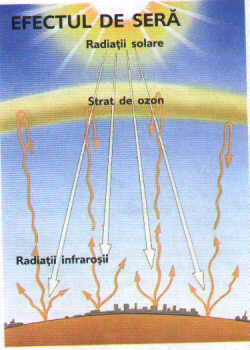 EFECTUL DE SERĂ
Radiații solare
Strat de ozon
Radiații infraroșii